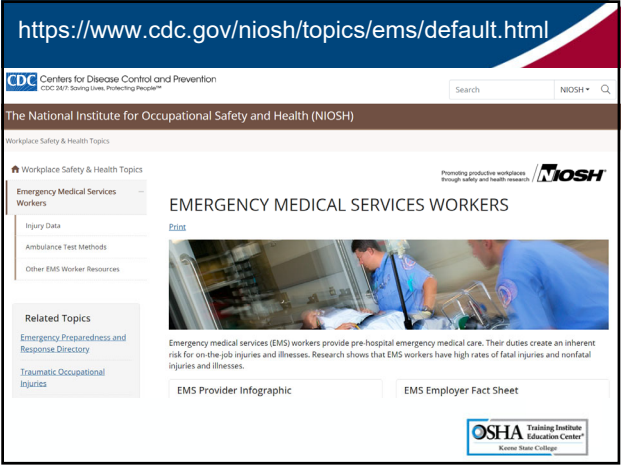 https://www.cdc.gov/niosh/topics/ems/default.html
CDC Centers for Disease Control and Prevention
CDC 24/7: Saving Lives, Protecting People™
Search
NIOSH
The National Institute for Occupational Safety and Health (NIOSH)
Workplace Safety & Health Topics
Workplace Safety & Health Topics
Emergency Medical Services
Workers
Injury Data
Ambulance Test Methods
Other EMS Worker Resources
Related Topics
Emergency Preparedness and
Response Directory
Traumatic Occupational
Injuries
Promoting productive workplaces
through safety and health research
NIOSH
EMERGENCY MEDICAL SERVICES WORKERS
Print
Emergency medical services (EMS) workers provide pre-hospital emergency medical care. Their duties create an inherent
risk for on-the-job injuries and illnesses. Research shows that EMS workers have high rates of fatal injuries and nonfatal
injuries and illnesses.
EMS Provider Infographic
EMS Employer Fact Sheet
OSHA Training Institute
Education Center®
Keene State College